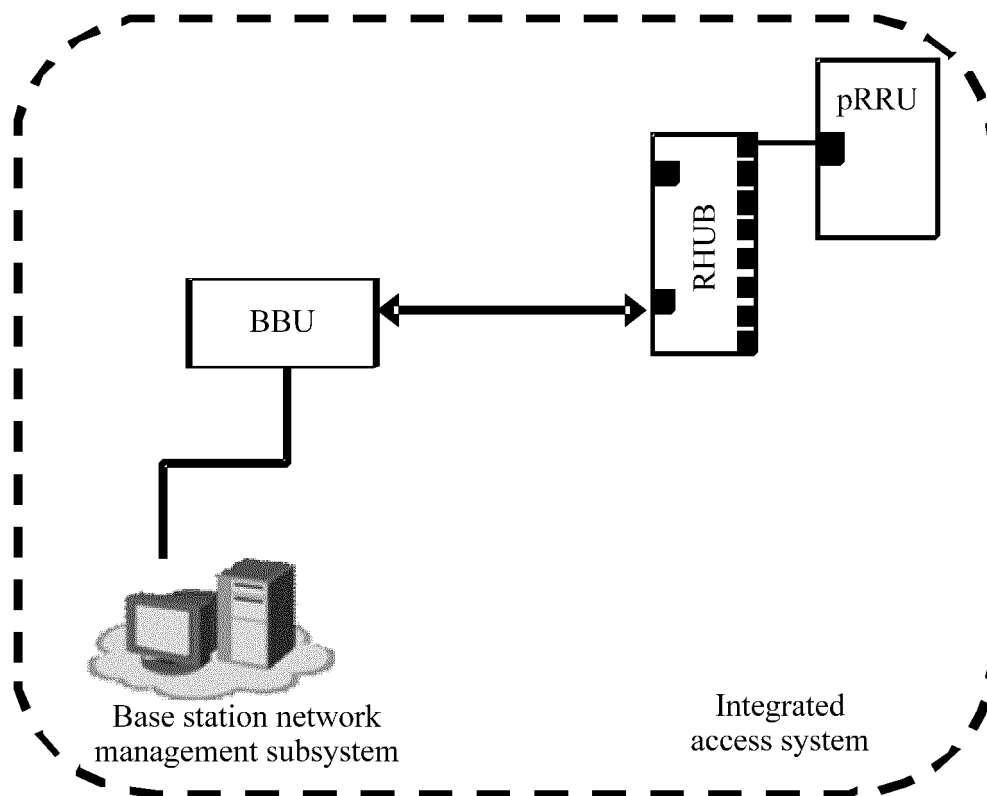 pRRU
RHUB
BBU
Base station network
management subsystem
Integrated
access system